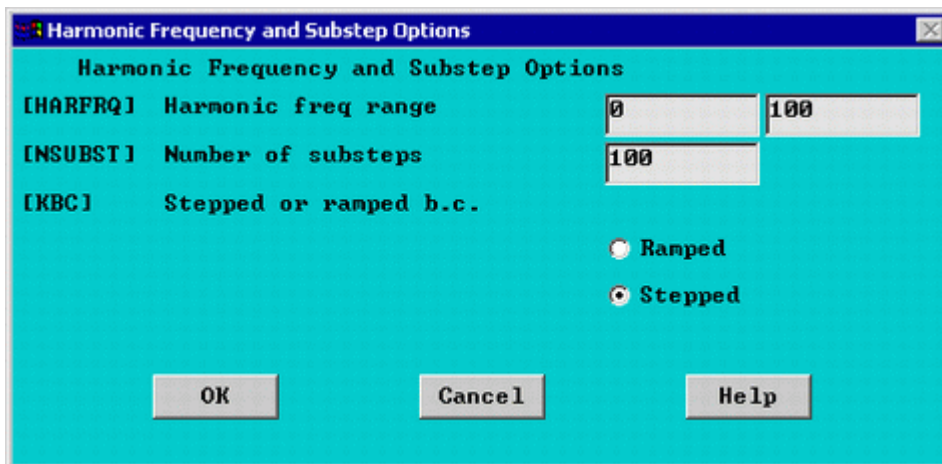 Harmonic Frequency and Substep Options
Harmonic Frequency and Substep Options
[HARFRQ] Harmonic freq range 0 100
[NSUBST] Number of substeps 100
[KBC] Stepped or ramped b.c.
Ramped
Stepped
OK Cancel Help